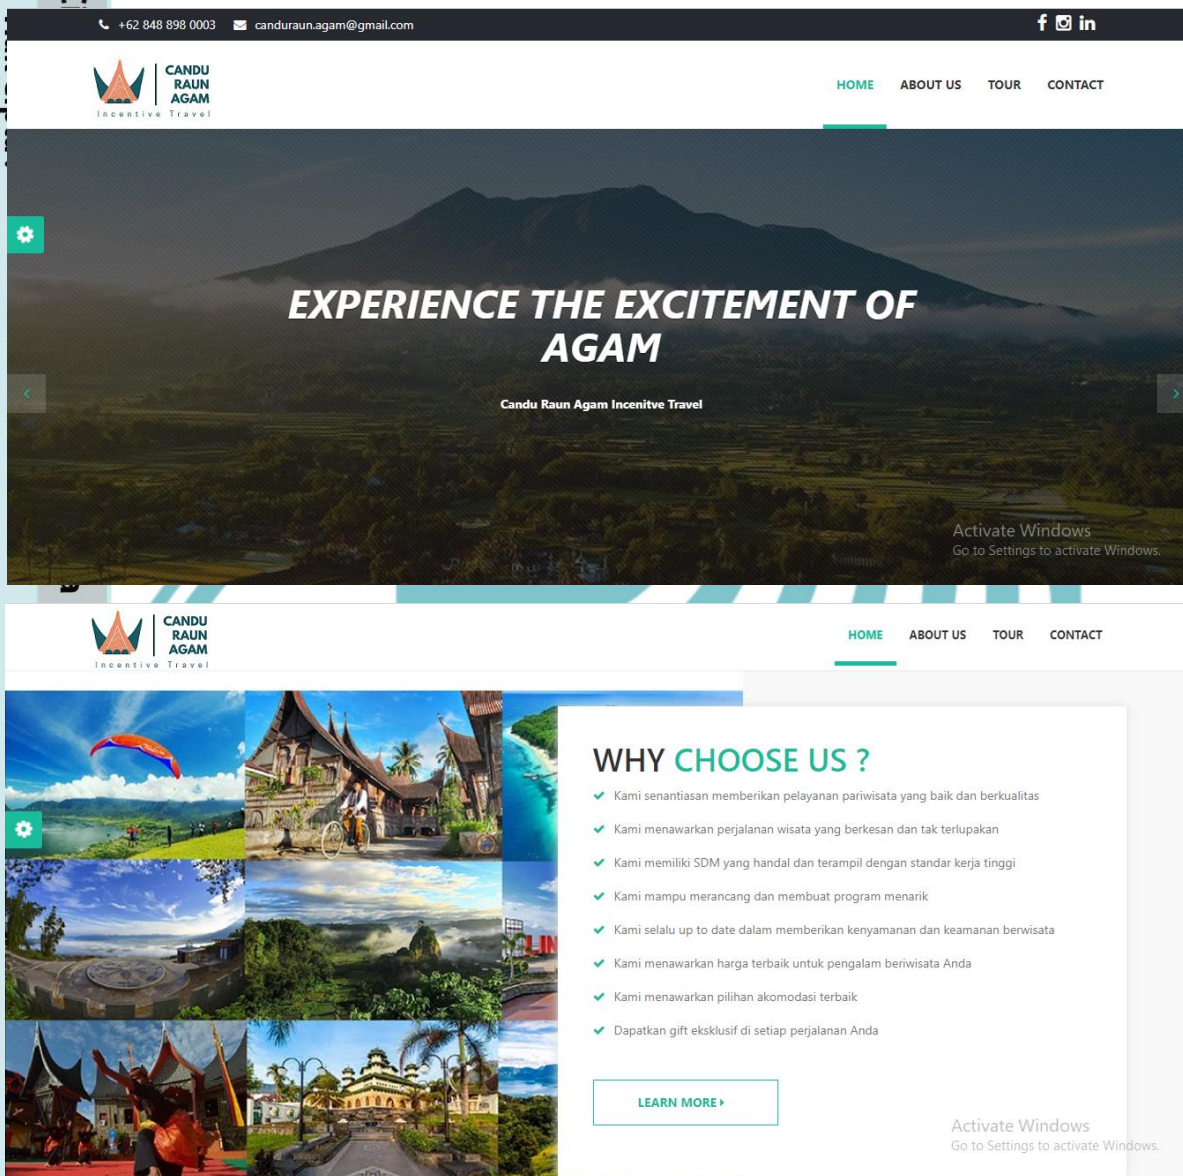 +62 848 898 0003 canduraun.agam@gmail.com
CANDU
RAUN
AGAM
Incentive Travel
HOME ABOUT US TOUR CONTACT
EXPERIENCE THE EXCITEMENT OF
AGAM
Candu Raun Agam Incenitve Travel
Activate Windows
Go to Settings to activate Windows.
CANDU
RAUN
AGAM
Incentive Travel
HOME ABOUT US TOUR CONTACT
WHY CHOOSE US ?
Kami senantiasan memberikan pelayanan pariwisata yang baik dan berkualitas
Kami menawarkan perjalanan wisata yang berkesan dan tak terlupakan
Kami memiliki SDM yang handal dan terampil dengan standar kerja tinggi
Kami mampu merancang dan membuat program menarik
Kami selalu up to date dalam memberikan kenyamanan dan keamanan berwisata
Kami menawarkan harga terbaik untuk pengalam beriwisata Anda
Kami menawarkan pilihan akomodasi terbaik
Dapatkan gift eksklusif di setiap perjalanan Anda
LEARN MORE
Activate Windows
Go to Settings to activate Windows.